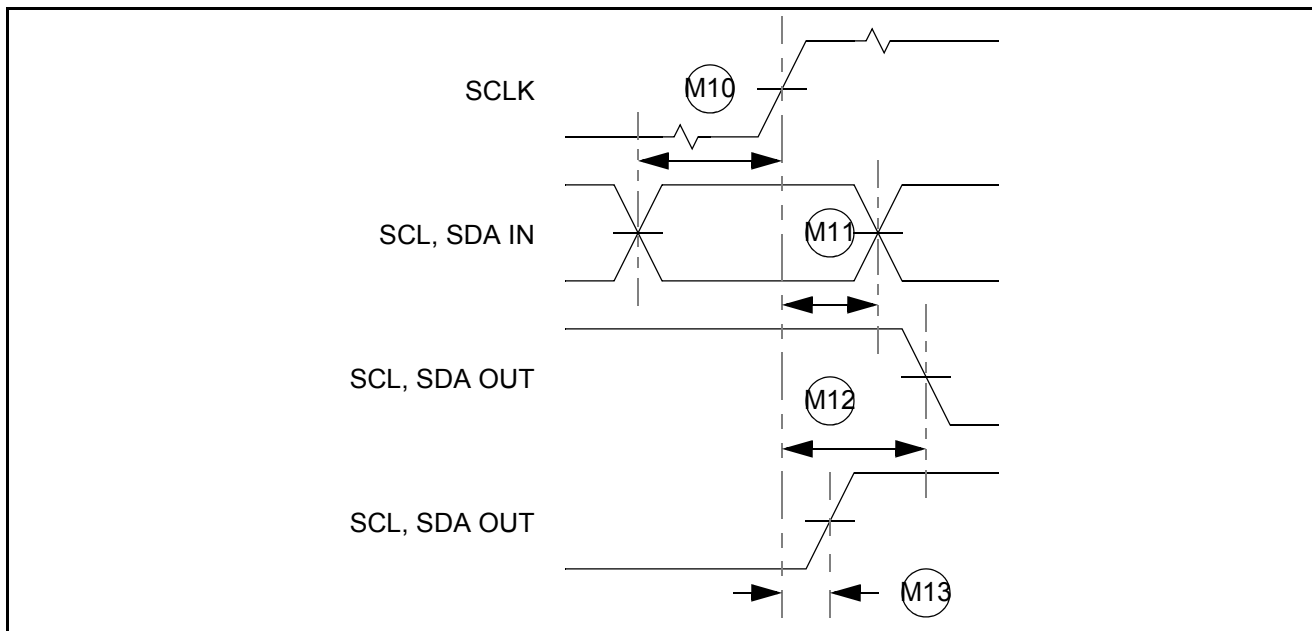 M10
SCLK
SCL, SDA IN
M11
SCL, SDA OUT
M12
SCL, SDA OUT
M13